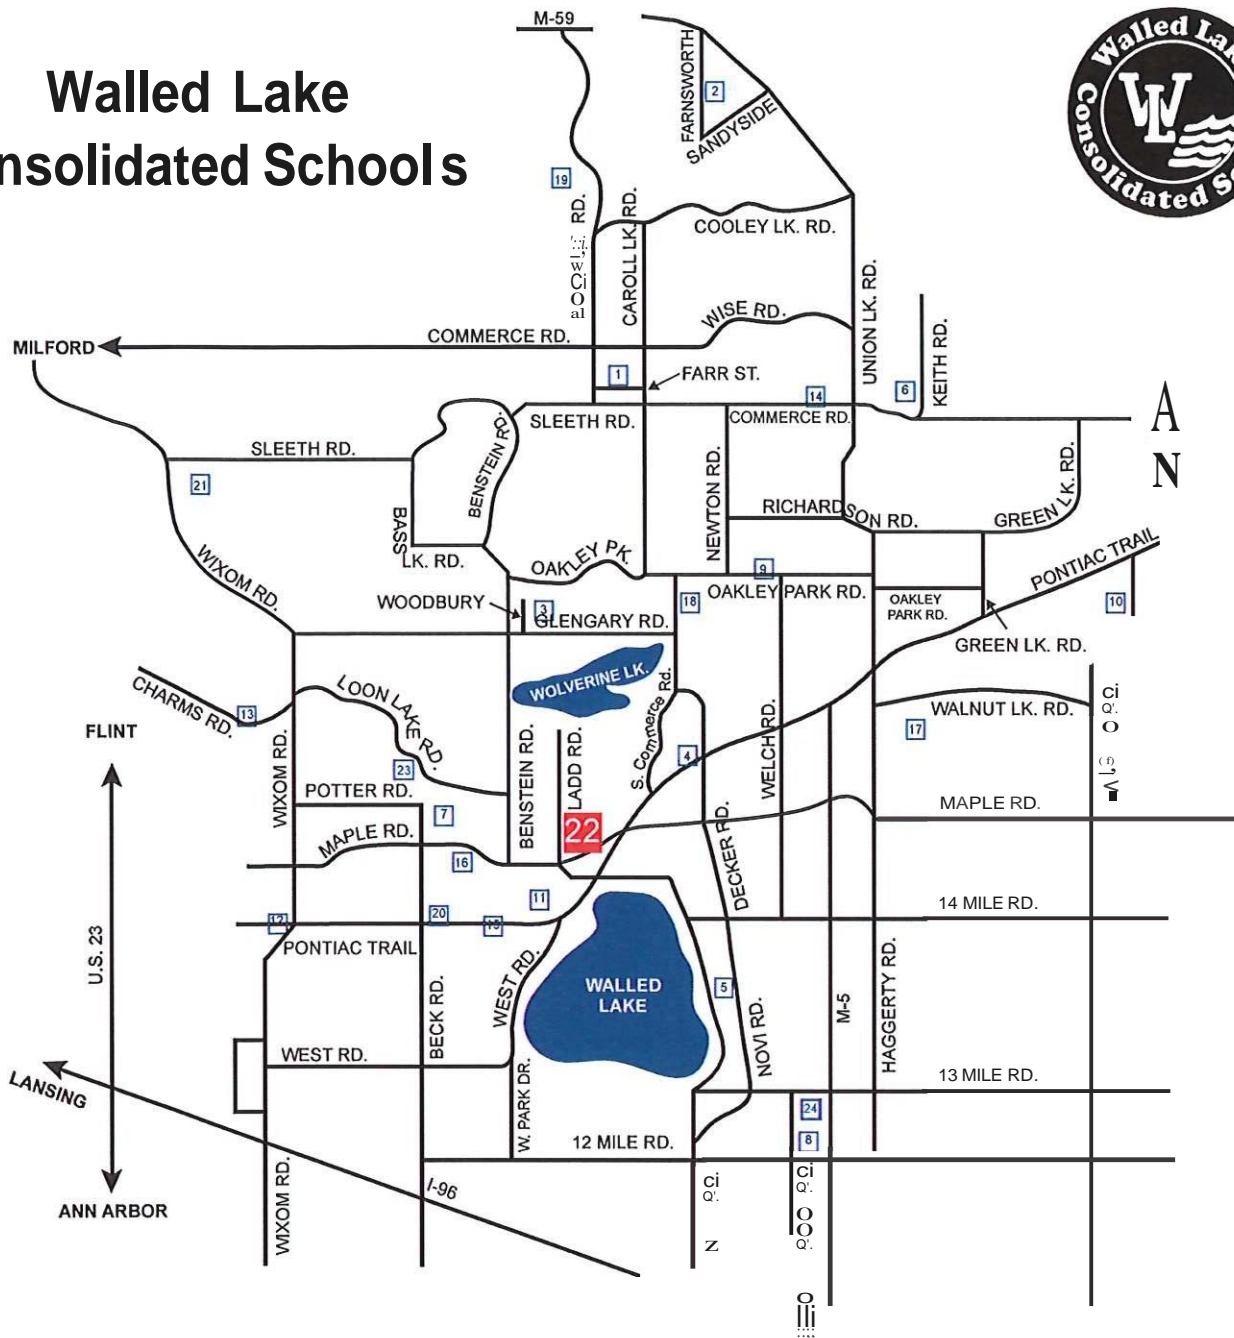 M-59
Walled Lake
nsolidated Schools
Walled Lak
Consolidated Sc
FARNSWORTH
2
SANDYSIDE
19
RD.
CAROLL LK. RD.
COOLEY LK. RD.
UNION LK. RD.
WISE RD.
COMMERCE RD.
MILFORD
KEITH RD.
1
FARR ST.
14
6
A
N
SLEETH RD.
COMMERCE RD.
SLEETH RD.
BENSTEIN RD.
21
NEWTON RD.
RICHARDSON RD.
GREEN LK. RD.
BASS
LK. RD.
OAKLEY PK.
PONTIAC TRAIL
WIXOM RD.
9
WOODBURY
3
18
OAKLEY PARK RD.
OAKLEY
PARK RD.
10
GLENGARY RD.
GREEN LK. RD.
WOLVERINE LK.
CHARMS RD.
13
LOON LAKE RD.
S. Commerce Rd.
WALNUT LK. RD.
17
FLINT
WIXOM RD.
23
4
WELCH RD.
BENSTEIN RD.
LADD RD.
POTTER RD.
MAPLE RD.
7
22
MAPLE RD.
DECKER RD.
16
11
12
20
15
14 MILE RD.
PONTIAC TRAIL
U.S. 23
WEST RD.
WALLED
LAKE
5
BECK RD.
NOVI RD.
M-5
HAGGERTY RD.
WEST RD.
13 MILE RD.
LANSING
W. PARK DR.
24
12 MILE RD.
8
I-96
WIXOM RD.
ANN ARBOR